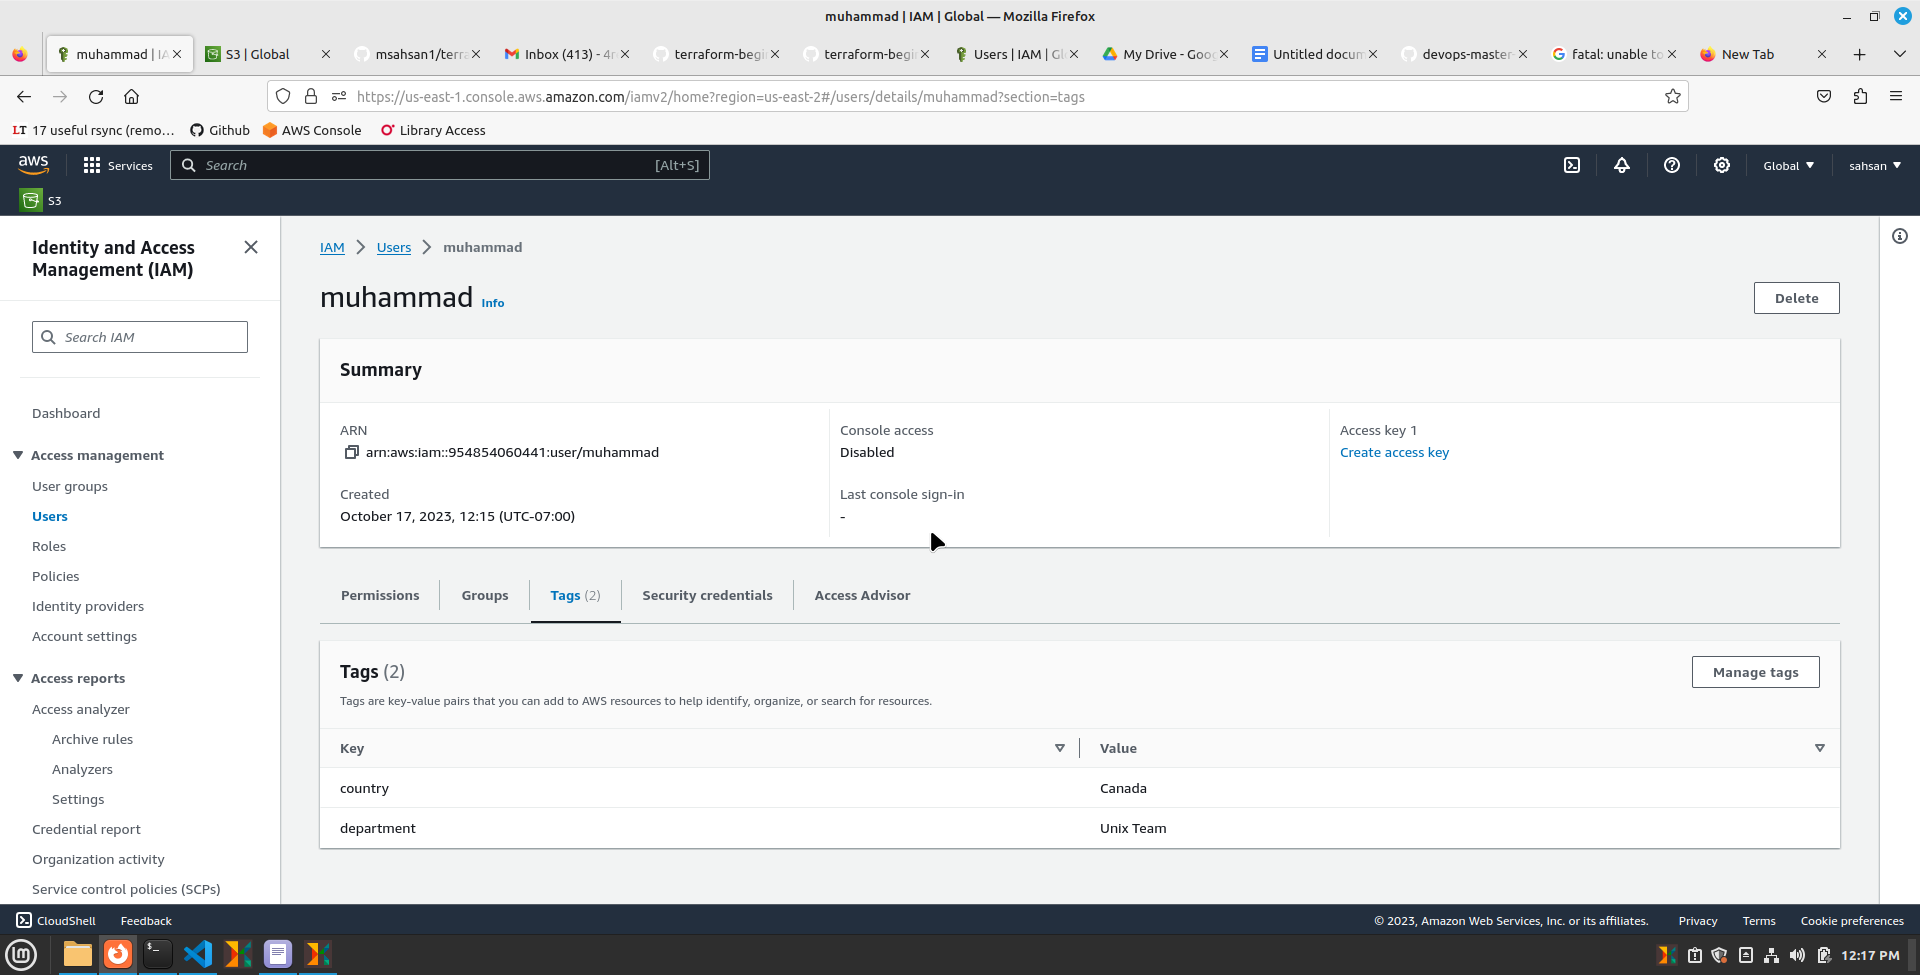 muhammad | IAM | Global — Mozilla Firefox
muhammad | IA
S3 | Global
msahsan1/terra
Inbox (413) - 4r
terraform-begi
terraform-begi
Users | IAM | Gl
My Drive - Goog
Untitled docum
devops-master-
fatal: unable to
New Tab
https://us-east-1.console.aws.amazon.com/iamv2/home?region=us-east-2#/users/details/muhammad?section=tags
LT 17 useful rsync (remo…
Github
AWS Console
Library Access
aws
Services
Search
[Alt+S]
Global
sahsan
S3
Identity and Access
Management (IAM)
Search IAM
Dashboard
Access management
User groups
Users
Roles
Policies
Identity providers
Account settings
Access reports
Access analyzer
Archive rules
Analyzers
Settings
Credential report
Organization activity
Service control policies (SCPs)
IAM > Users > muhammad
muhammad Info
Delete
Summary
ARN
arn:aws:iam::954854060441:user/muhammad
Created
October 17, 2023, 12:15 (UTC-07:00)
Console access
Disabled
Last console sign-in
-
Access key 1
Create access key
Permissions
Groups
Tags (2)
Security credentials
Access Advisor
Tags (2)
Manage tags
Tags are key-value pairs that you can add to AWS resources to help identify, organize, or search for resources.
Key Value
country Canada
department Unix Team
CloudShell
Feedback
© 2023, Amazon Web Services, Inc. or its affiliates.
Privacy
Terms
Cookie preferences
12:17 PM